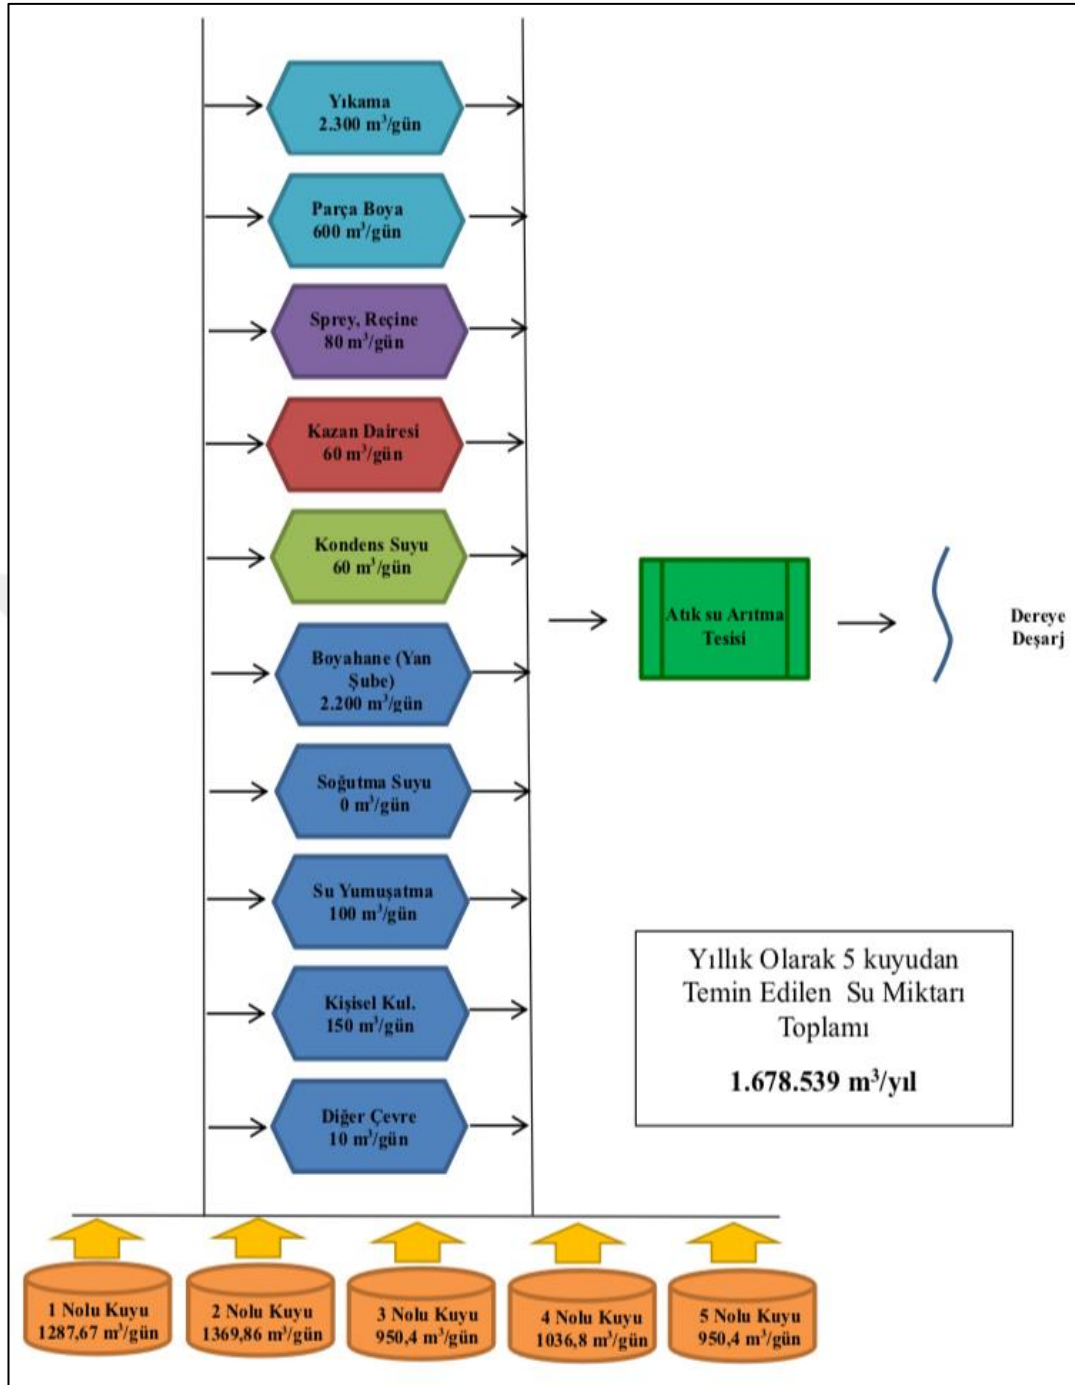 Yıkama
2.300 m³/gün
Parça Boya
600 m³/gün
Sprey, Reçine
80 m³/gün
Kazan Dairesi
60 m³/gün
Kondens Suyu
60 m³/gün
Boyahane (Yan
Şube)
2.200 m³/gün
Soğutma Suyu
0 m³/gün
Su Yumuşatma
100 m³/gün
Kişisel Kul.
150 m³/gün
Diğer Çevre
10 m³/gün
Atık su Arıtma
Tesisi
Dereye
Deşarj
Yıllık Olarak 5 kuyudan
Temin Edilen Su Miktarı
Toplamı
1.678.539 m³/yıl
1 Nolu Kuyu
1287,67 m³/gün
2 Nolu Kuyu
1369,86 m³/gün
3 Nolu Kuyu
950,4 m³/gün
4 Nolu Kuyu
1036,8 m³/gün
5 Nolu Kuyu
950,4 m³/gün